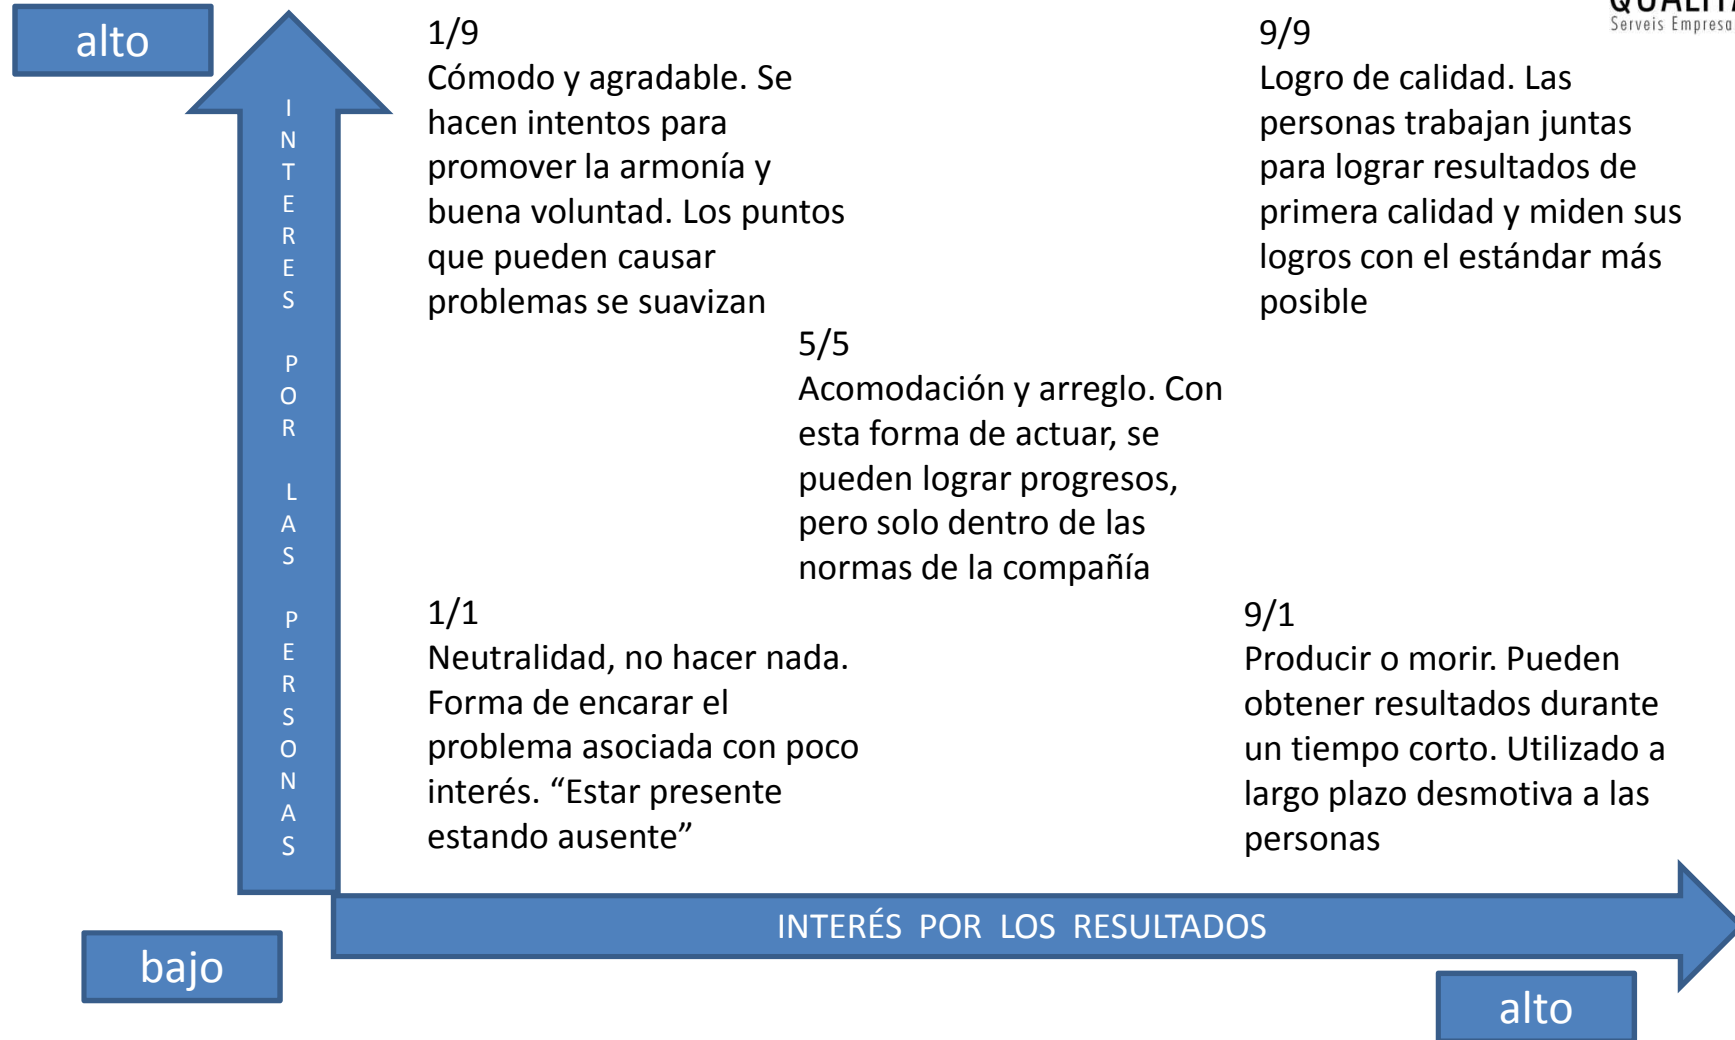 alto
INTERES POR LAS PERSONAS
1/9
Cómodo y agradable. Se
hacen intentos para
promover la armonía y
buena voluntad. Los puntos
que pueden causar
problemas se suavizan
9/9
Logro de calidad. Las
personas trabajan juntas
para lograr resultados de
primera calidad y miden sus
logros con el estándar más
posible
5/5
Acomodación y arreglo. Con
esta forma de actuar, se
pueden lograr progresos,
pero solo dentro de las
normas de la compañía
1/1
Neutralidad, no hacer nada.
Forma de encarar el
problema asociada con poco
interés. “Estar presente
estando ausente”
9/1
Producir o morir. Pueden
obtener resultados durante
un tiempo corto. Utilizado a
largo plazo desmotiva a las
personas
INTERÉS POR LOS RESULTADOS
bajo
alto
Serveis